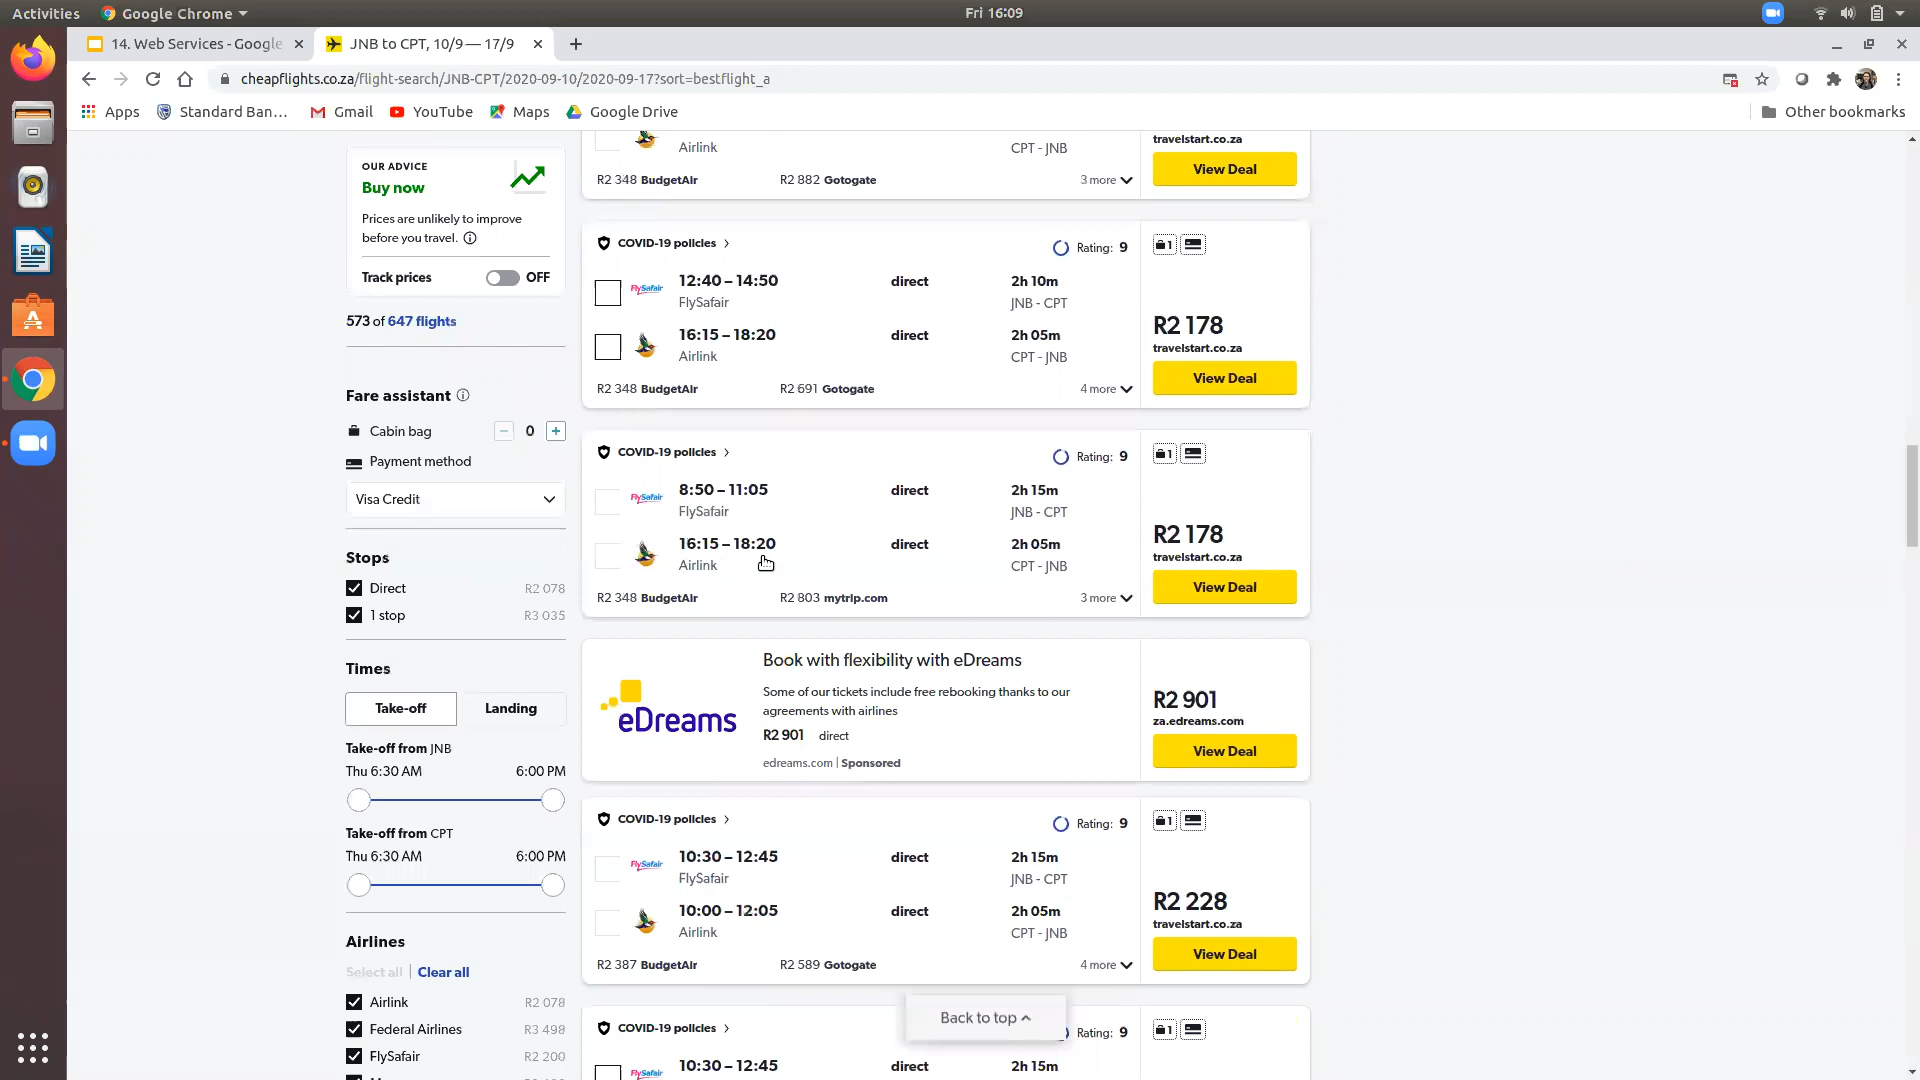 Activities
Google Chrome
Fri 16:09
14. Web Services - Google
JNB to CPT, 10/9 — 17/9
cheapflights.co.za/flight-search/JNB-CPT/2020-09-10/2020-09-17?sort=bestflight_a
Apps
Standard Ban...
Gmail
YouTube
Maps
Google Drive
Other bookmarks
OUR ADVICE
Buy now
Prices are unlikely to improve
before you travel.
Track prices
OFF
573 of 647 flights
Fare assistant
Cabin bag
0
Payment method
Visa Credit
Stops
Direct R2 078
1 stop R3 035
Times
Take-off Landing
Take-off from JNB
Thu 6:30 AM 6:00 PM
Take-off from CPT
Thu 6:30 AM 6:00 PM
Airlines
Select all | Clear all
Airlink R2 078
Federal Airlines R3 498
FlySafair R2 200
Airlink CPT - JNB
R2 348 BudgetAir R2 882 Gotogate 3 more
travelstart.co.za
View Deal
COVID-19 policies
Rating: 9
1
FlySafair
12:40 – 14:50 direct 2h 10m
FlySafair JNB - CPT
16:15 – 18:20 direct 2h 05m
Airlink CPT - JNB
R2 348 BudgetAir R2 691 Gotogate 4 more
R2 178
travelstart.co.za
View Deal
COVID-19 policies
Rating: 9
1
FlySafair
8:50 – 11:05 direct 2h 15m
FlySafair JNB - CPT
16:15 – 18:20 direct 2h 05m
Airlink CPT - JNB
R2 348 BudgetAir R2 803 mytrip.com 3 more
R2 178
travelstart.co.za
View Deal
eDreams
Book with flexibility with eDreams
Some of our tickets include free rebooking thanks to our
agreements with airlines
R2 901 direct
edreams.com | Sponsored
R2 901
za.edreams.com
View Deal
COVID-19 policies
Rating: 9
1
FlySafair
10:30 – 12:45 direct 2h 15m
FlySafair JNB - CPT
10:00 – 12:05 direct 2h 05m
Airlink CPT - JNB
R2 387 BudgetAir R2 589 Gotogate 4 more
R2 228
travelstart.co.za
View Deal
Back to top
COVID-19 policies
Rating: 9
1
FlySafair
10:30 – 12:45 direct 2h 15m